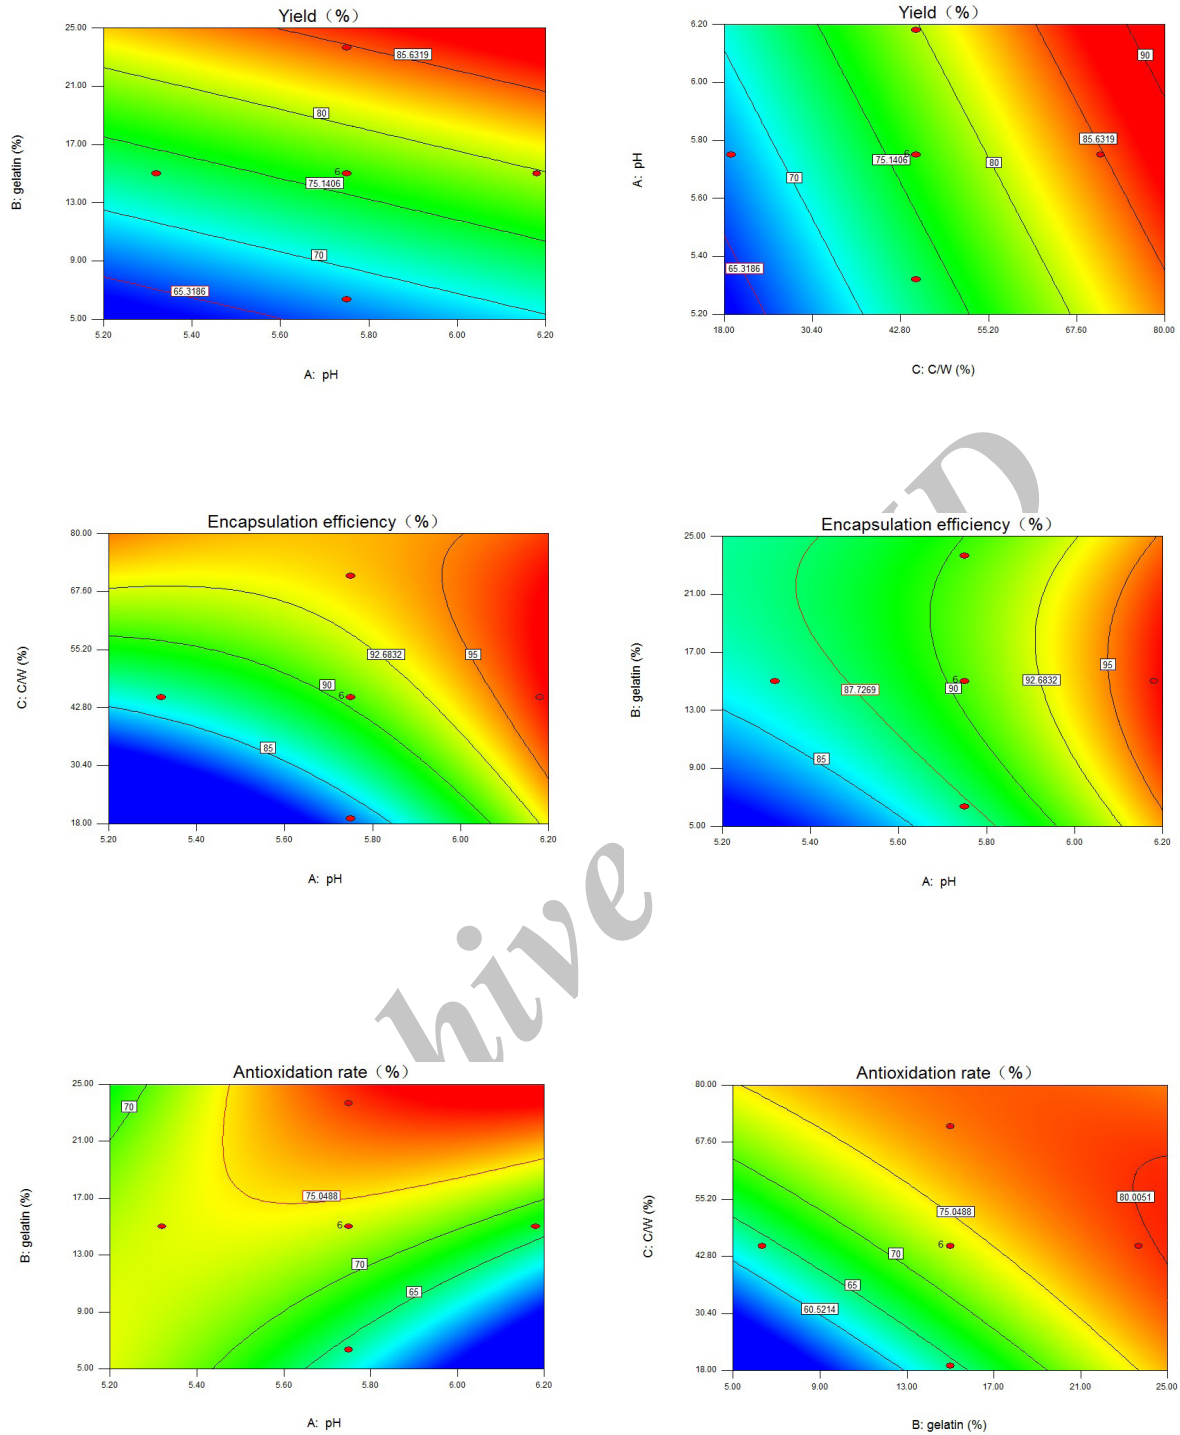 Yield（%）
25.00
21.00
17.00
13.00
9.00
5.00
B: gelatin (%)
85.6319
80
6
75.1406
70
65.3186
5.20 5.40 5.60 5.80 6.00 6.20
A: pH
Yield（%）
6.20
6.00
5.80
5.60
5.40
5.20
A: pH
90
85.6319
6
75.1406
80
70
65.3186
18.00 30.40 42.80 55.20 67.60 80.00
C: C/W (%)
Encapsulation efficiency（%）
80.00
67.60
55.20
42.80
30.40
18.00
C: C/W (%)
92.6832
95
90
6
85
5.20 5.40 5.60 5.80 6.00 6.20
A: pH
Encapsulation efficiency（%）
25.00
21.00
17.00
13.00
9.00
5.00
B: gelatin (%)
95
6
92.6832
87.7269
90
85
5.20 5.40 5.60 5.80 6.00 6.20
A: pH
hive
Antioxidation rate（%）
25.00
21.00
17.00
13.00
9.00
5.00
B: gelatin (%)
70
75.0488
6
70
65
5.20 5.40 5.60 5.80 6.00 6.20
A: pH
Antioxidation rate（%）
80.00
67.60
55.20
42.80
30.40
18.00
C: C/W (%)
80.0051
75.0488
6
70
65
60.5214
5.00 9.00 13.00 17.00 21.00 25.00
B: gelatin (%)